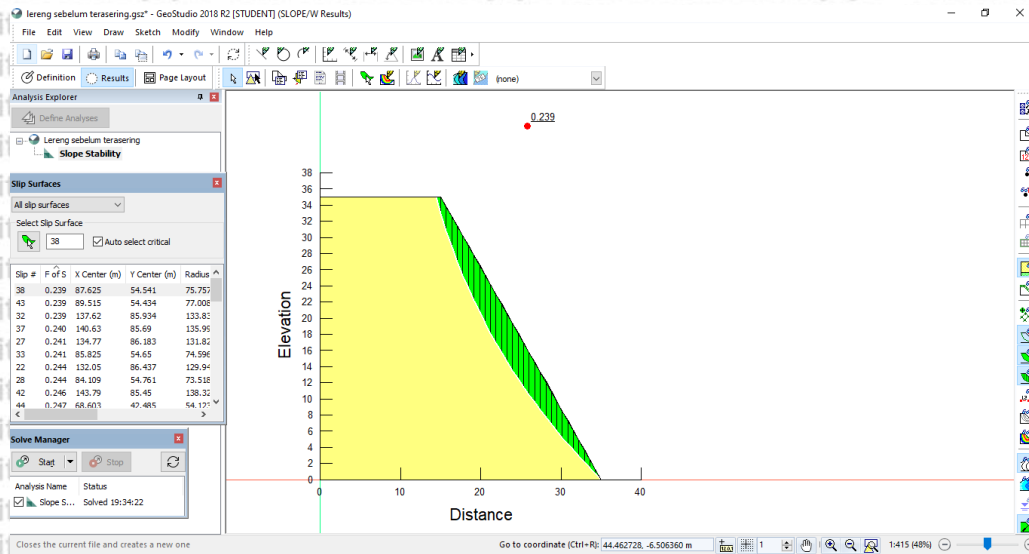 lereng sebelum terasering.gsz* - GeoStudio 2018 R2 [STUDENT] (SLOPE/W Results)
File Edit View Draw Sketch Modify Window Help
Definition Results Page Layout (none)
Analysis Explorer
Define Analyses
Lereng sebelum terasering
Slope Stability
Slip Surfaces
All slip surfaces
Select Slip Surface
38 Auto select critical
Slip # F of S X Center (m) Y Center (m) Radius
38 0.239 87.625 54.541 75.757
43 0.239 89.515 54.434 77.008
32 0.239 137.62 85.934 133.83
37 0.240 140.63 85.69 135.99
27 0.241 134.77 86.183 131.82
33 0.241 85.825 54.65 74.596
22 0.244 132.05 86.437 129.94
28 0.244 84.109 54.761 73.518
42 0.246 143.79 85.45 138.32
44 0.247 68.603 42.485 54.123
Solve Manager
Start Stop
Analysis Name Status
Slope S... Solved 19:34:22
0.239
38
36
34
32
30
28
26
24
22
20
18
16
14
12
10
8
6
4
2
0
Elevation
0 10 20 30 40
Distance
Closes the current file and creates a new one
Go to coordinate (Ctrl+R): 44.462728, -6.506360 m 1 1:415 (48%)